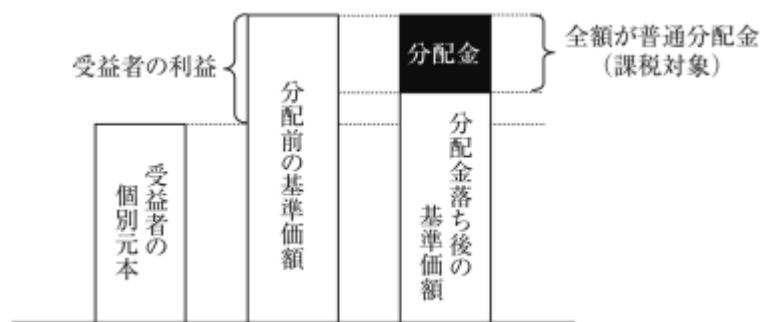 受益者の利益
受益者の
個別元本
分配前の基準価額
分配金
分配金落ち後の
基準価額
全額が普通分配金
（課税対象）